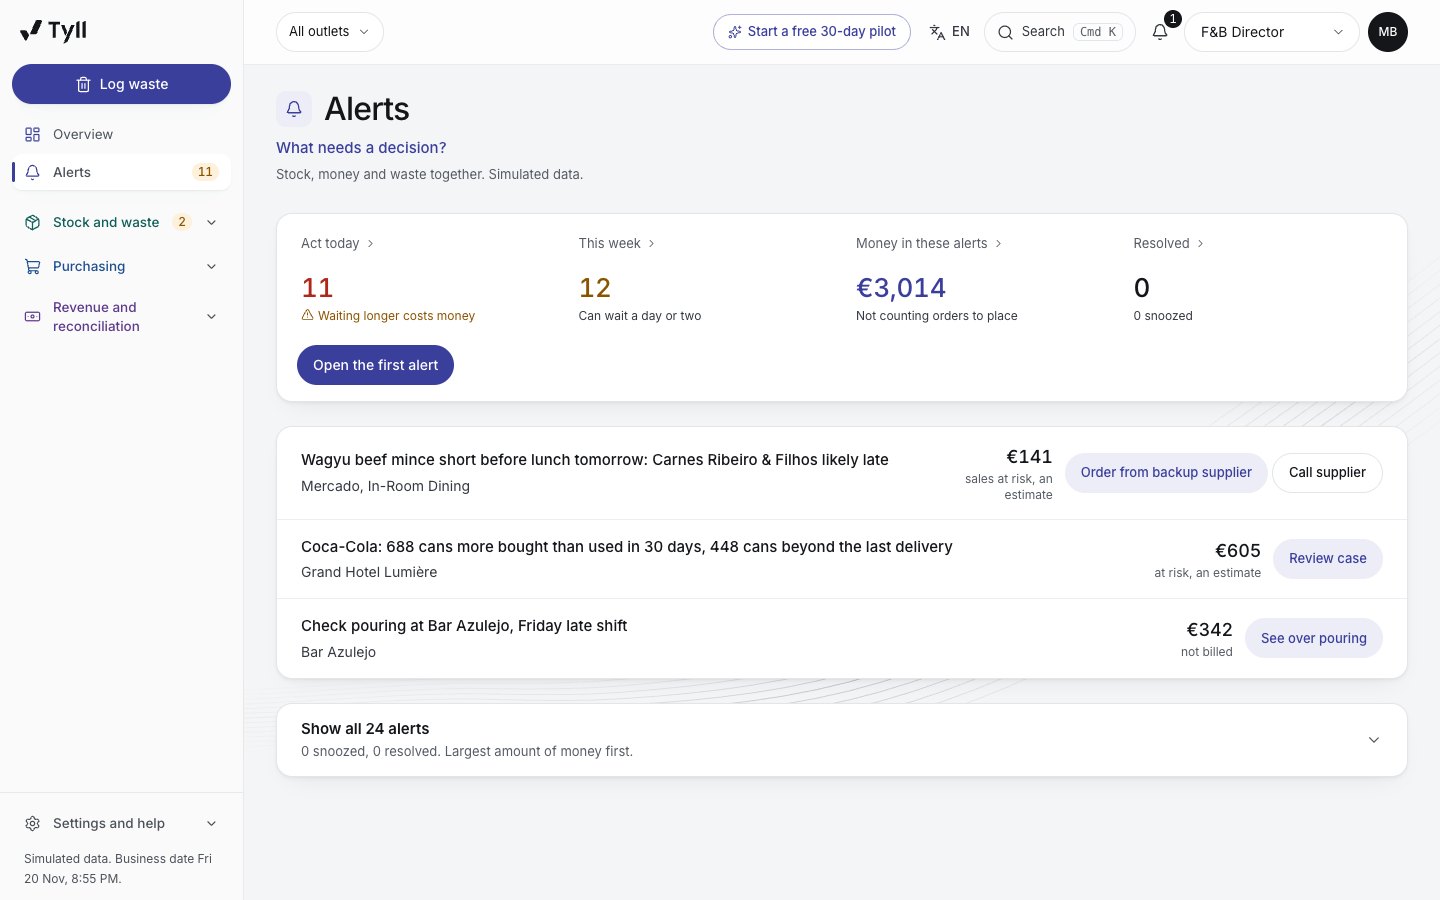 Tyll
Log waste
Overview
Alerts 11
Stock and waste 2
Purchasing
Revenue and
reconciliation
Settings and help
Simulated data. Business date Fri
20 Nov, 8:55 PM.
All outlets
Start a free 30-day pilot
EN
Search Cmd K
1
F&B Director
MB
Alerts
What needs a decision?
Stock, money and waste together. Simulated data.
Act today
11
Waiting longer costs money
This week
12
Can wait a day or two
Money in these alerts
€3,014
Not counting orders to place
Resolved
0
0 snoozed
Open the first alert
Wagyu beef mince short before lunch tomorrow: Carnes Ribeiro & Filhos likely late
Mercado, In-Room Dining
€141
sales at risk, an
estimate
Order from backup supplier
Call supplier
Coca-Cola: 688 cans more bought than used in 30 days, 448 cans beyond the last delivery
Grand Hotel Lumière
€605
at risk, an estimate
Review case
Check pouring at Bar Azulejo, Friday late shift
Bar Azulejo
€342
not billed
See over pouring
Show all 24 alerts
0 snoozed, 0 resolved. Largest amount of money first.